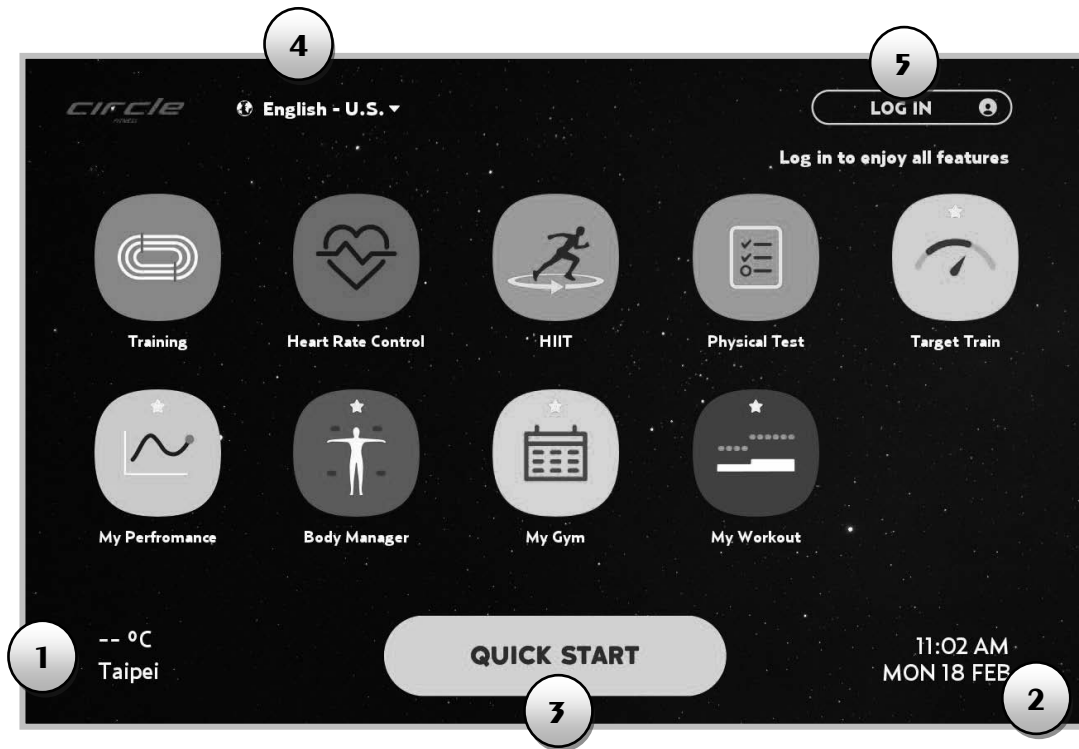 4
5
circle
FITNESS
English - U.S.
LOG IN
Log in to enjoy all features
Training
Heart Rate Control
HIIT
Physical Test
Target Train
My Perfromance
Body Manager
My Gym
My Workout
1
-- °C
Taipei
QUICK START
3
11:02 AM
MON 18 FEB
2